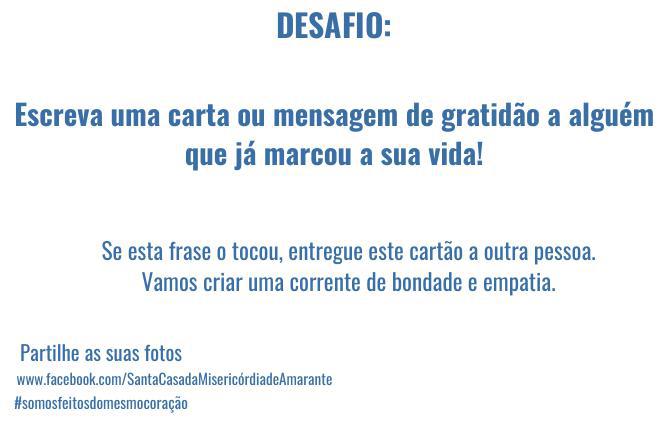 DESAFIO:
Escreva uma carta ou mensagem de gratidão a alguém
que já marcou a sua vida!
Se esta frase o tocou, entregue este cartão a outra pessoa.
Vamos criar uma corrente de bondade e empatia.
Partilhe as suas fotos
www.facebook.com/SantaCasadaMisericórdiadeAmarante
#somosfeitosdomesmocoração